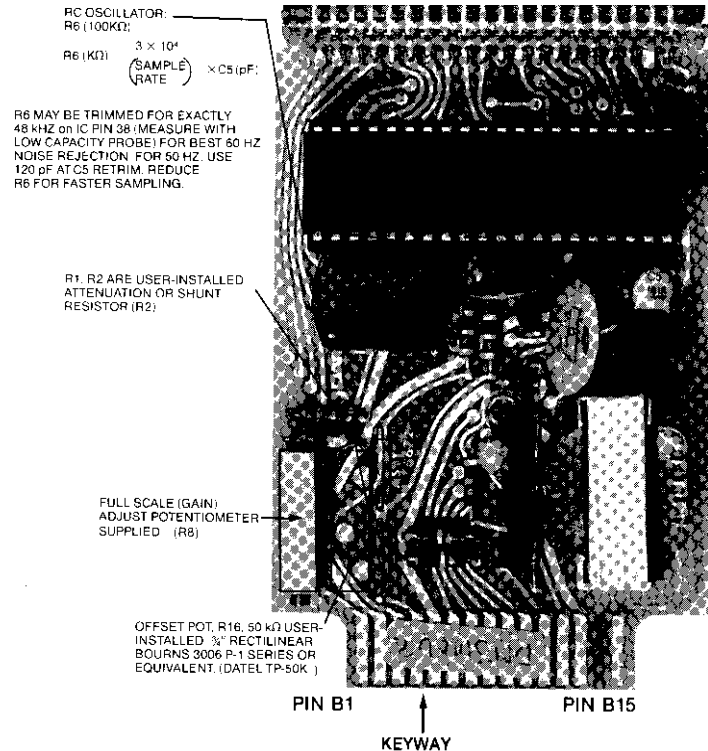 RC OSCILLATOR:
R6 (100KΩ)
R6 (KΩ) (3 × 10⁴
SAMPLE
RATE) × C5 (pF)
R6 MAY BE TRIMMED FOR EXACTLY
48 kHZ on IC PIN 38 (MEASURE WITH
LOW CAPACITY PROBE) FOR BEST 60 HZ
NOISE REJECTION. FOR 50 HZ. USE
120 pF AT C5 RETRIM. REDUCE
R6 FOR FASTER SAMPLING.
R1, R2 ARE USER-INSTALLED
ATTENUATION OR SHUNT
RESISTOR (R2)
FULL SCALE (GAIN)
ADJUST POTENTIOMETER
SUPPLIED (R8)
OFFSET POT, R16, 50 kΩ USER-
INSTALLED ¾" RECTILINEAR
BOURNS 3006 P-1 SERIES OR
EQUIVALENT. (DATEL TP-50K )
PIN B1
PIN B15
KEYWAY